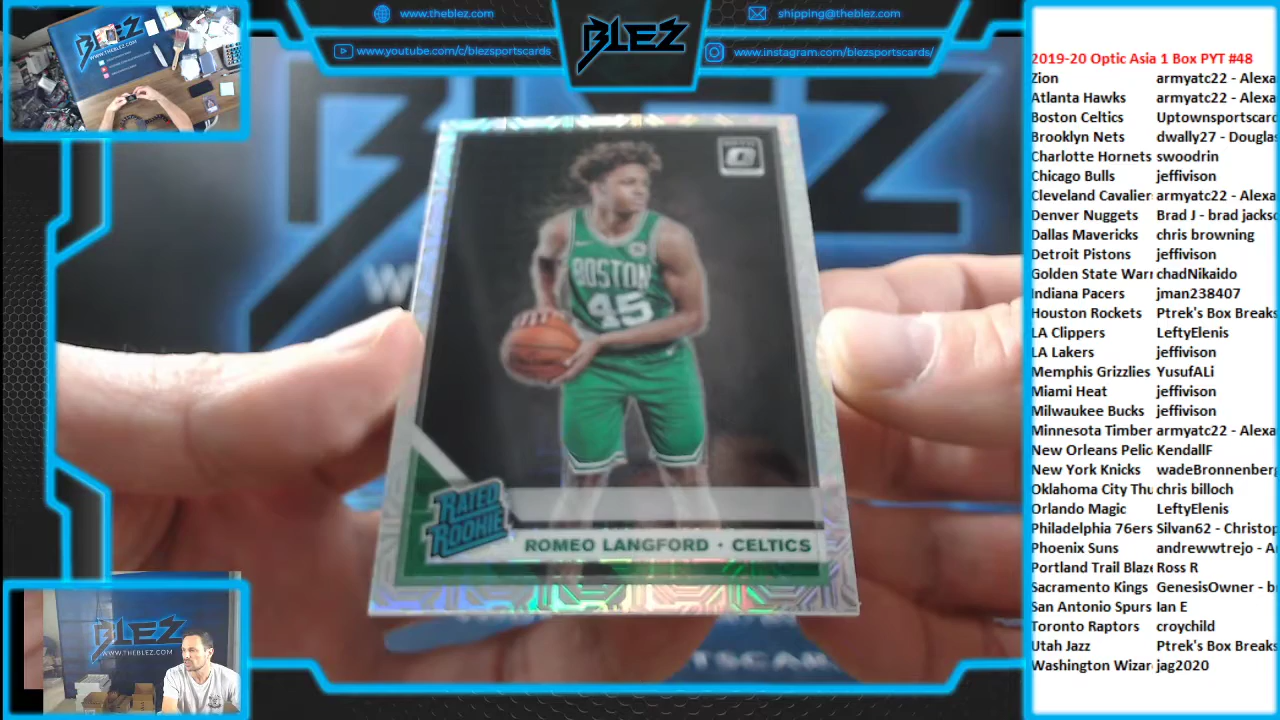 www.theblez.com
BLEZ
shipping@theblez.com
www.youtube.com/c/blezsportscards
www.instagram.com/blezsportscards/
2019-20 Optic Asia 1 Box PYT #48
Zion armyatc22 - Alexa
Atlanta Hawks armyatc22 - Alexa
Boston Celtics Uptownsportscard
Brooklyn Nets dwally27 - Douglas
Charlotte Hornets swoodrin
Chicago Bulls jeffivison
Cleveland Cavalier armyatc22 - Alexa
Denver Nuggets Brad J - brad jackso
Dallas Mavericks chris browning
Detroit Pistons jeffivison
Golden State Warr chadNikaido
Indiana Pacers jman238407
Houston Rockets Ptrek's Box Breaks
LA Clippers LeftyElenis
LA Lakers jeffivison
Memphis Grizzlies YusufALi
Miami Heat jeffivison
Milwaukee Bucks jeffivison
Minnesota Timber armyatc22 - Alexa
New Orleans Pelic KendallF
New York Knicks wadeBronnenberg
Oklahoma City Thu chris billoch
Orlando Magic LeftyElenis
Philadelphia 76ers Silvan62 - Christop
Phoenix Suns andrewwtrejo - A
Portland Trail Blaze Ross R
Sacramento Kings GenesisOwner - b
San Antonio Spurs Ian E
Toronto Raptors croychild
Utah Jazz Ptrek's Box Breaks
Washington Wizar jag2020
BOSTON
45
RATED
ROOKIE
ROMEO LANGFORD · CELTICS
BLEZ
WWW.THEBLEZ.COM